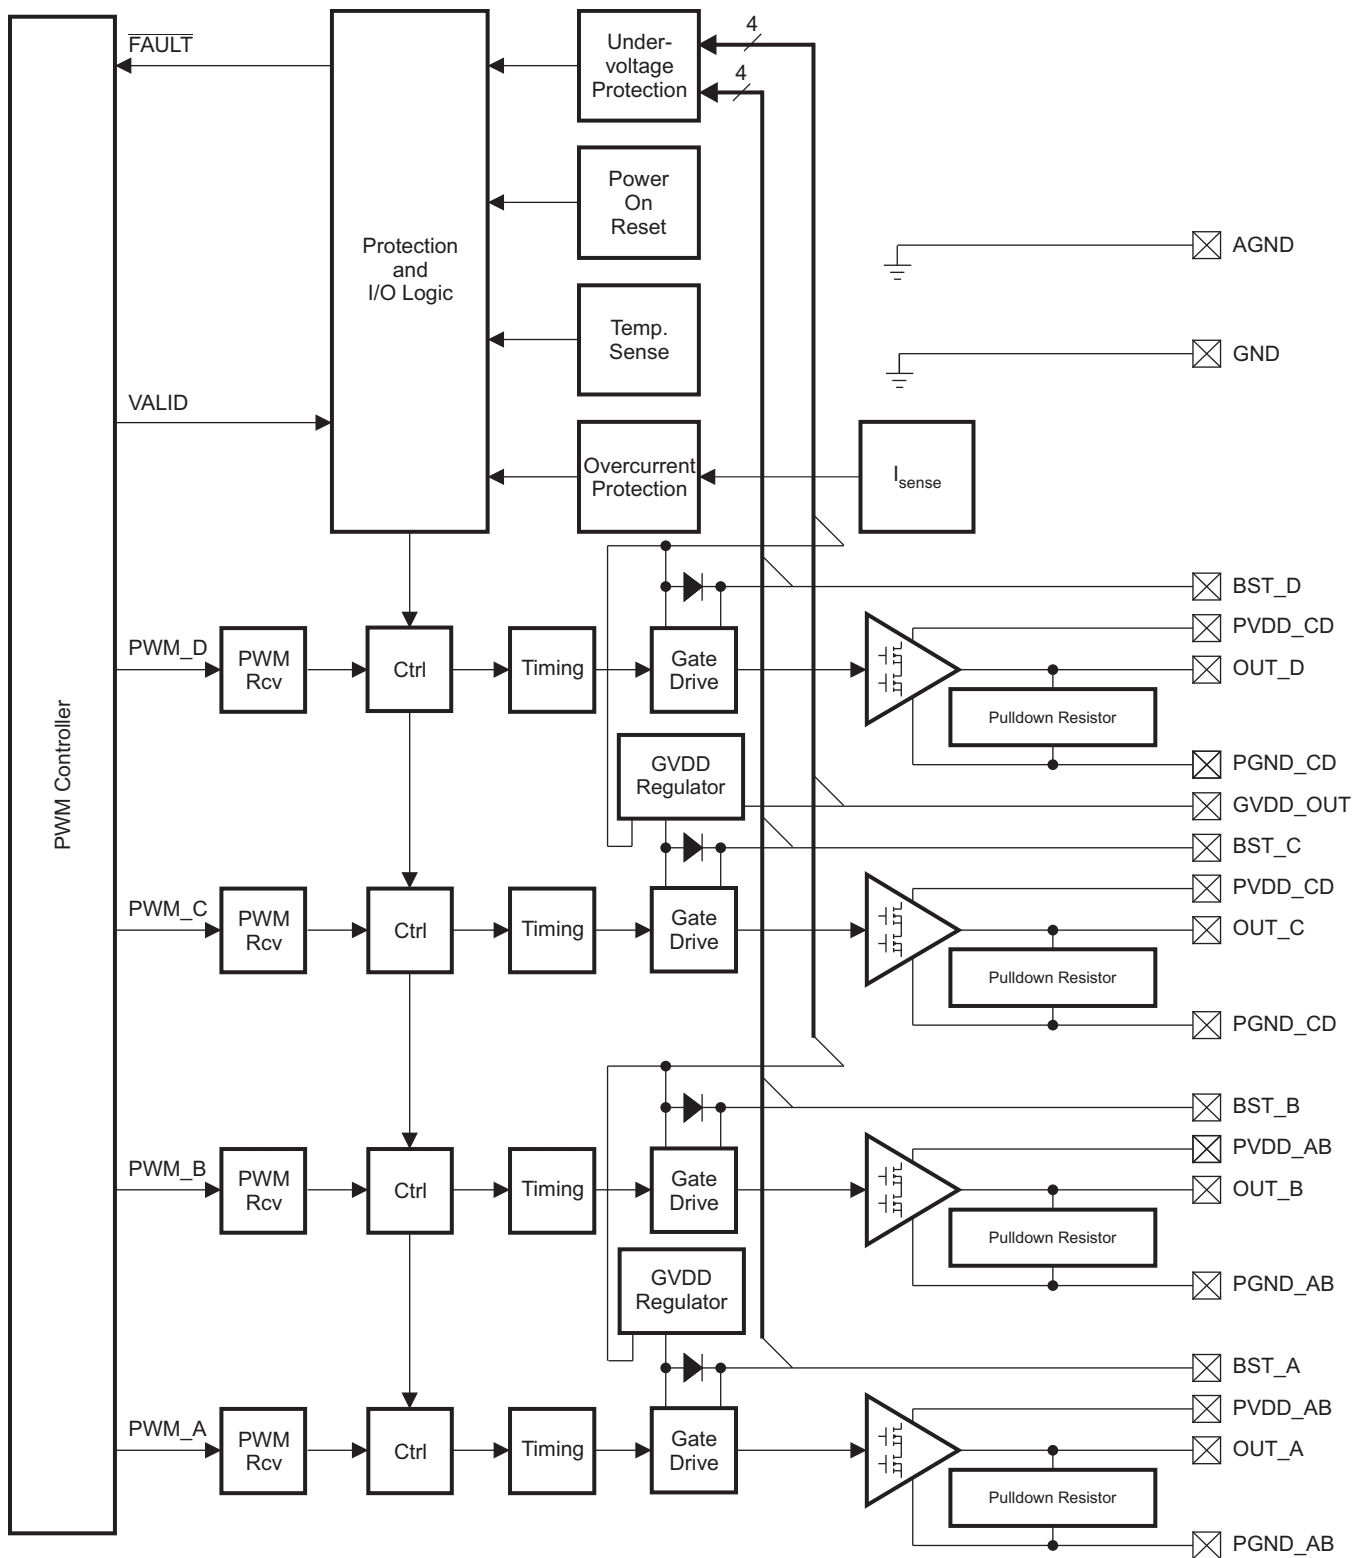 FAULT
Under-
voltage
Protection
4
4
Power
On
Reset
Protection
and
I/O Logic
AGND
Temp.
Sense
GND
VALID
Overcurrent
Protection
Isense
BST_D
PVDD_CD
PWM_D
PWM
Rcv
Ctrl
Timing
Gate
Drive
OUT_D
Pulldown Resistor
PWM Controller
GVDD
Regulator
PGND_CD
GVDD_OUT
BST_C
PVDD_CD
PWM_C
PWM
Rcv
Ctrl
Timing
Gate
Drive
OUT_C
Pulldown Resistor
PGND_CD
BST_B
PVDD_AB
PWM_B
PWM
Rcv
Ctrl
Timing
Gate
Drive
OUT_B
Pulldown Resistor
GVDD
Regulator
PGND_AB
BST_A
PVDD_AB
PWM_A
PWM
Rcv
Ctrl
Timing
Gate
Drive
OUT_A
Pulldown Resistor
PGND_AB